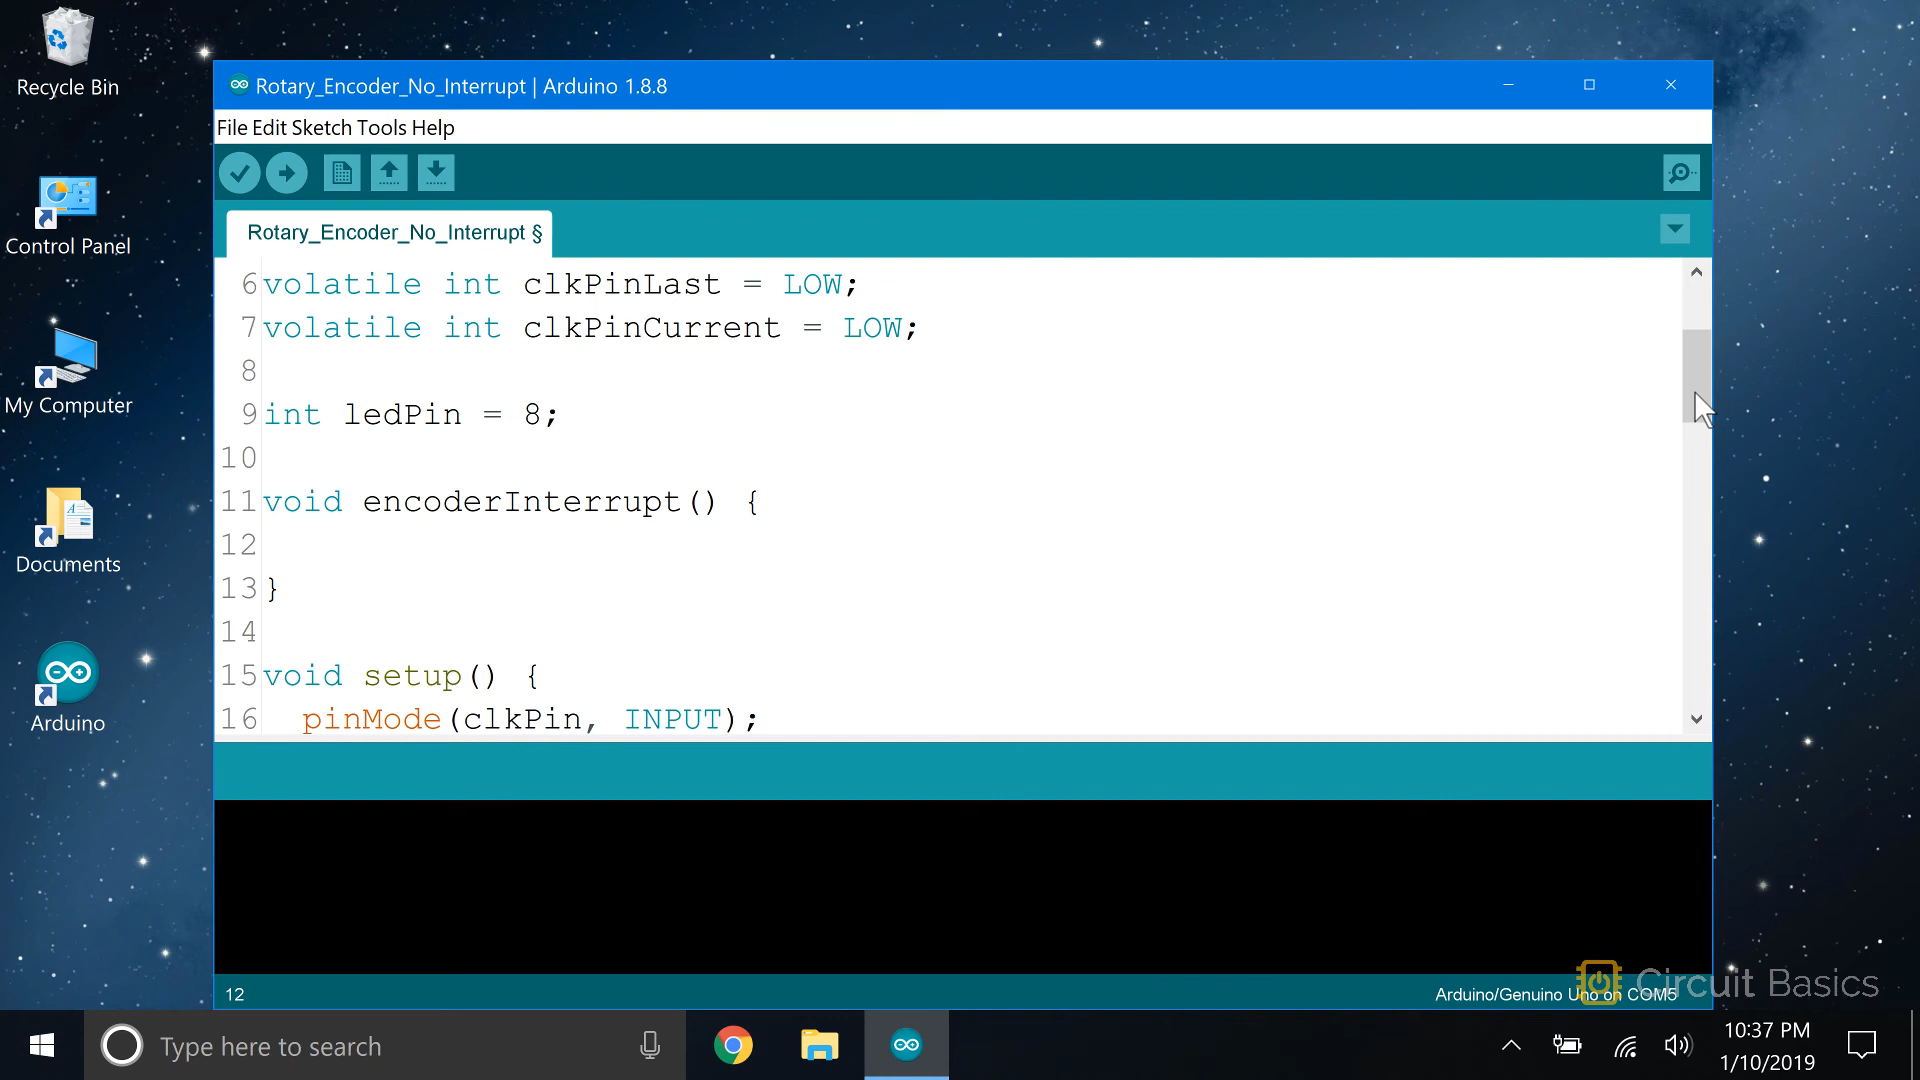 Recycle Bin
Control Panel
My Computer
Documents
Arduino
Rotary_Encoder_No_Interrupt | Arduino 1.8.8
File Edit Sketch Tools Help
Rotary_Encoder_No_Interrupt §
6 volatile int clkPinLast = LOW;
7 volatile int clkPinCurrent = LOW;
8
9 int ledPin = 8;
10
11 void encoderInterrupt() {
12
13 }
14
15 void setup() {
16 pinMode(clkPin, INPUT);
12
Arduino/Genuino Uno on COM5
Circuit Basics
Type here to search
10:37 PM
1/10/2019